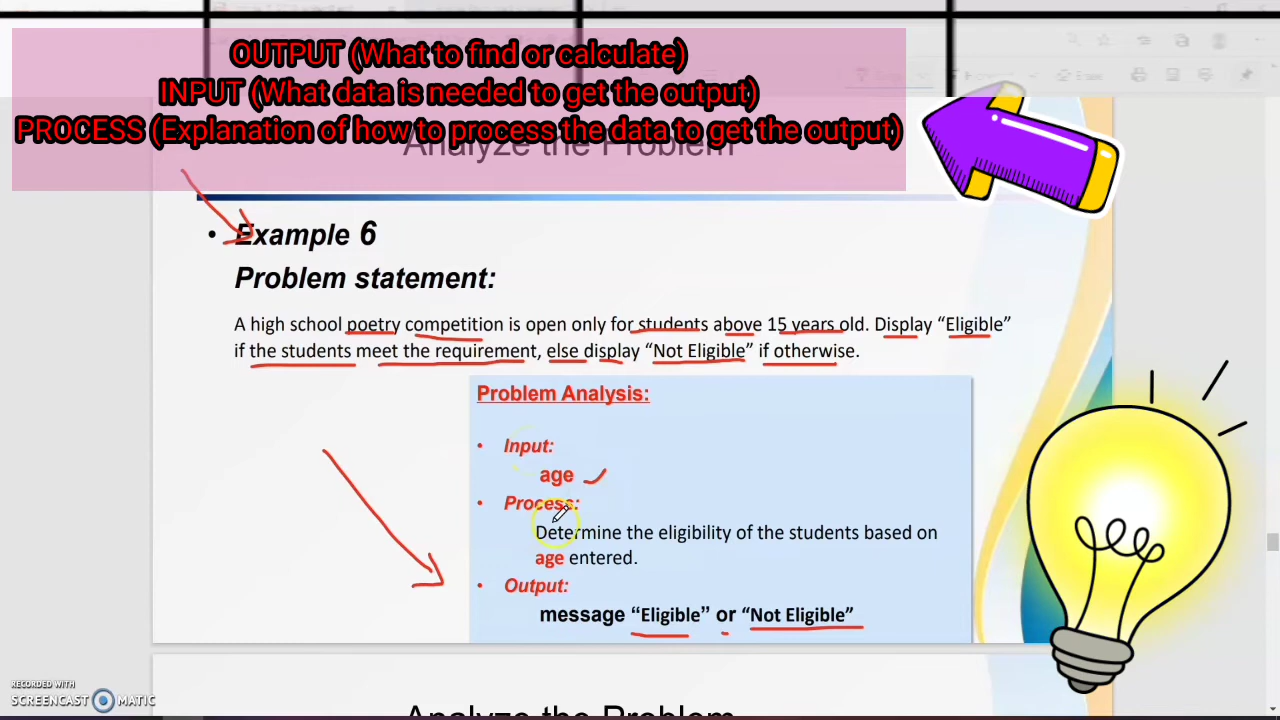 OUTPUT (What to find or calculate)
INPUT (What data is needed to get the output)
PROCESS (Explanation of how to process the data to get the output)
Analyze the Problem
• Example 6
Problem statement:
A high school poetry competition is open only for students above 15 years old. Display “Eligible”
if the students meet the requirement, else display “Not Eligible” if otherwise.
Problem Analysis:
• Input:
age
• Process:
Determine the eligibility of the students based on
age entered.
• Output:
message “Eligible” or “Not Eligible”
RECORDED WITH
SCREENCAST MATIC
Analyze the Problem